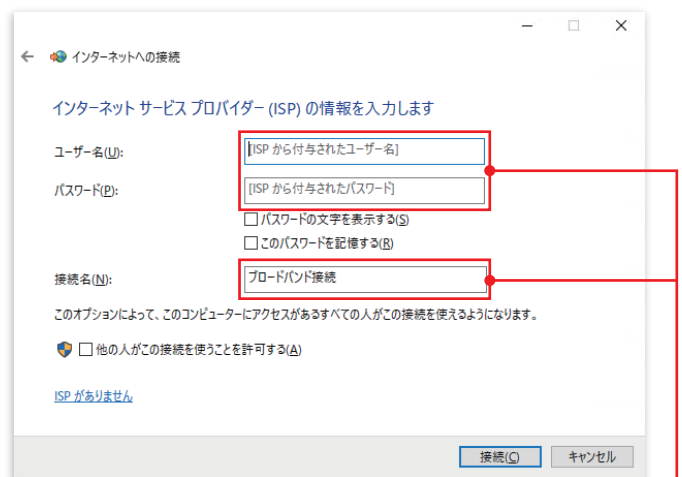 インターネットへの接続
インターネット サービス プロバイダー (ISP) の情報を入力します
ユーザー名(U):
[ISP から付与されたユーザー名]
パスワード(P):
[ISP から付与されたパスワード]
パスワードの文字を表示する(S)
このパスワードを記憶する(R)
接続名(N):
ブロードバンド接続
このオプションによって、このコンピューターにアクセスがあるすべての人がこの接続を使えるようになります。
他の人がこの接続を使うことを許可する(A)
ISP がありません
接続(C)
キャンセル